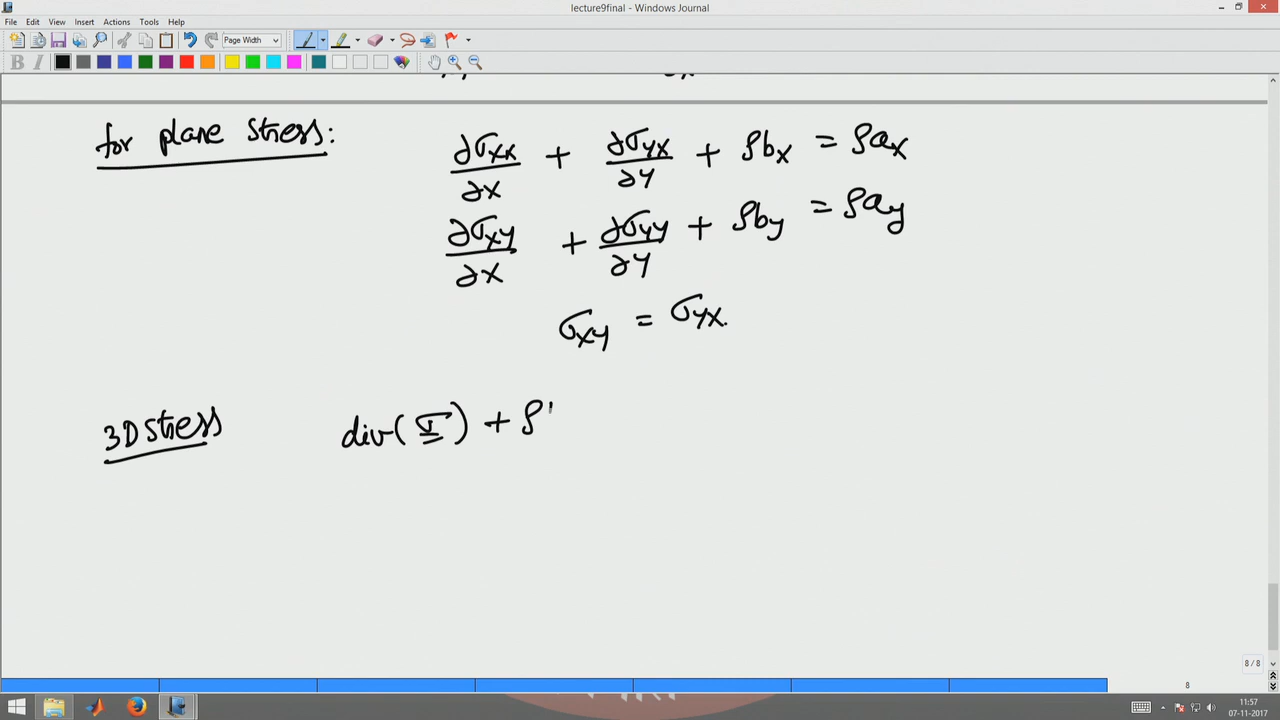 lecture9final - Windows Journal
File Edit View Insert Actions Tools Help
Page Width
B I
for plane stress:
∂σxx/∂x + ∂σyx/∂y + ρbx = ρax
∂σxy/∂x + ∂σyy/∂y + ρby = ρay
σxy = σyx.
3D stress div(σ) + ρ
8 / 8
8
11:57
07-11-2017